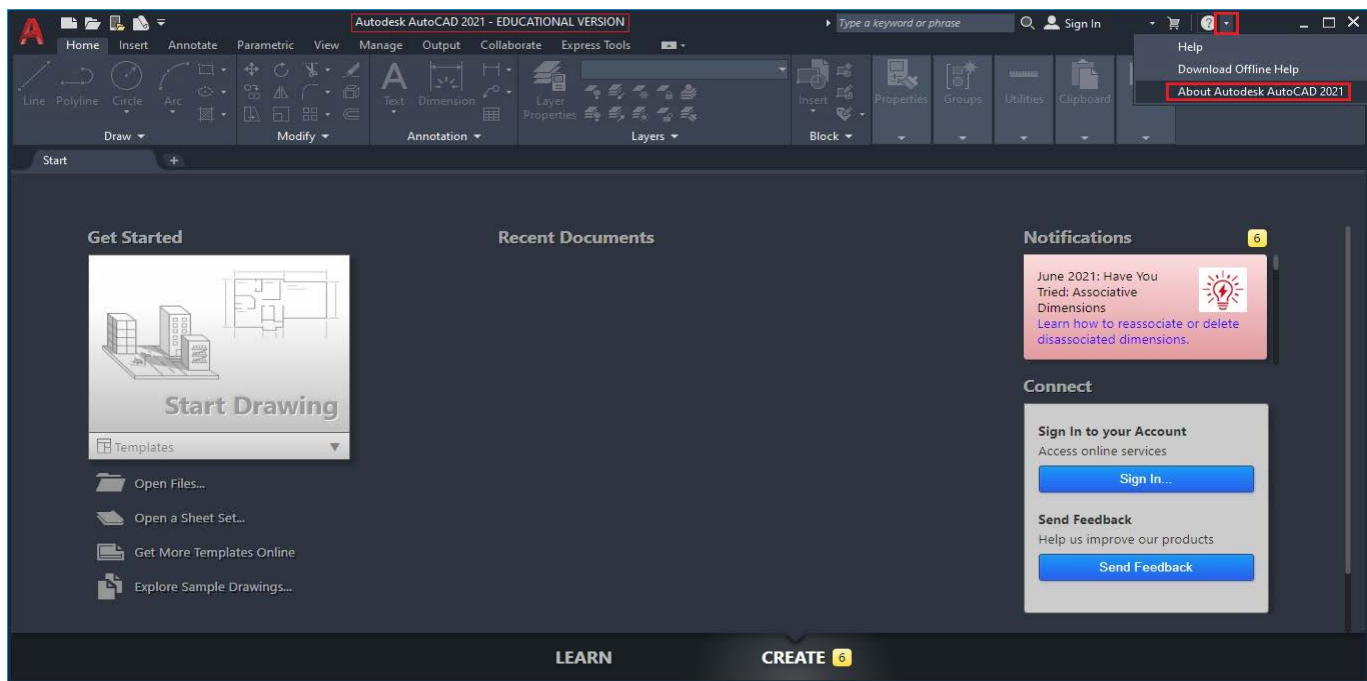 Autodesk AutoCAD 2021 - EDUCATIONAL VERSION
Type a keyword or phrase
Sign In
Home Insert Annotate Parametric View Manage Output Collaborate Express Tools
Help
Download Offline Help
About Autodesk AutoCAD 2021
Line Polyline Circle Arc
Text Dimension
Layer
Properties
Insert
Properties
Groups
Utilities
Clipboard
Draw Modify Annotation Layers Block
Start
Get Started
Recent Documents
Notifications 6
June 2021: Have You
Tried: Associative
Dimensions
Learn how to reassociate or delete
disassociated dimensions.
Start Drawing
Templates
Open Files...
Open a Sheet Set...
Get More Templates Online
Explore Sample Drawings...
Connect
Sign In to your Account
Access online services
Sign In...
Send Feedback
Help us improve our products
Send Feedback
LEARN
CREATE 6